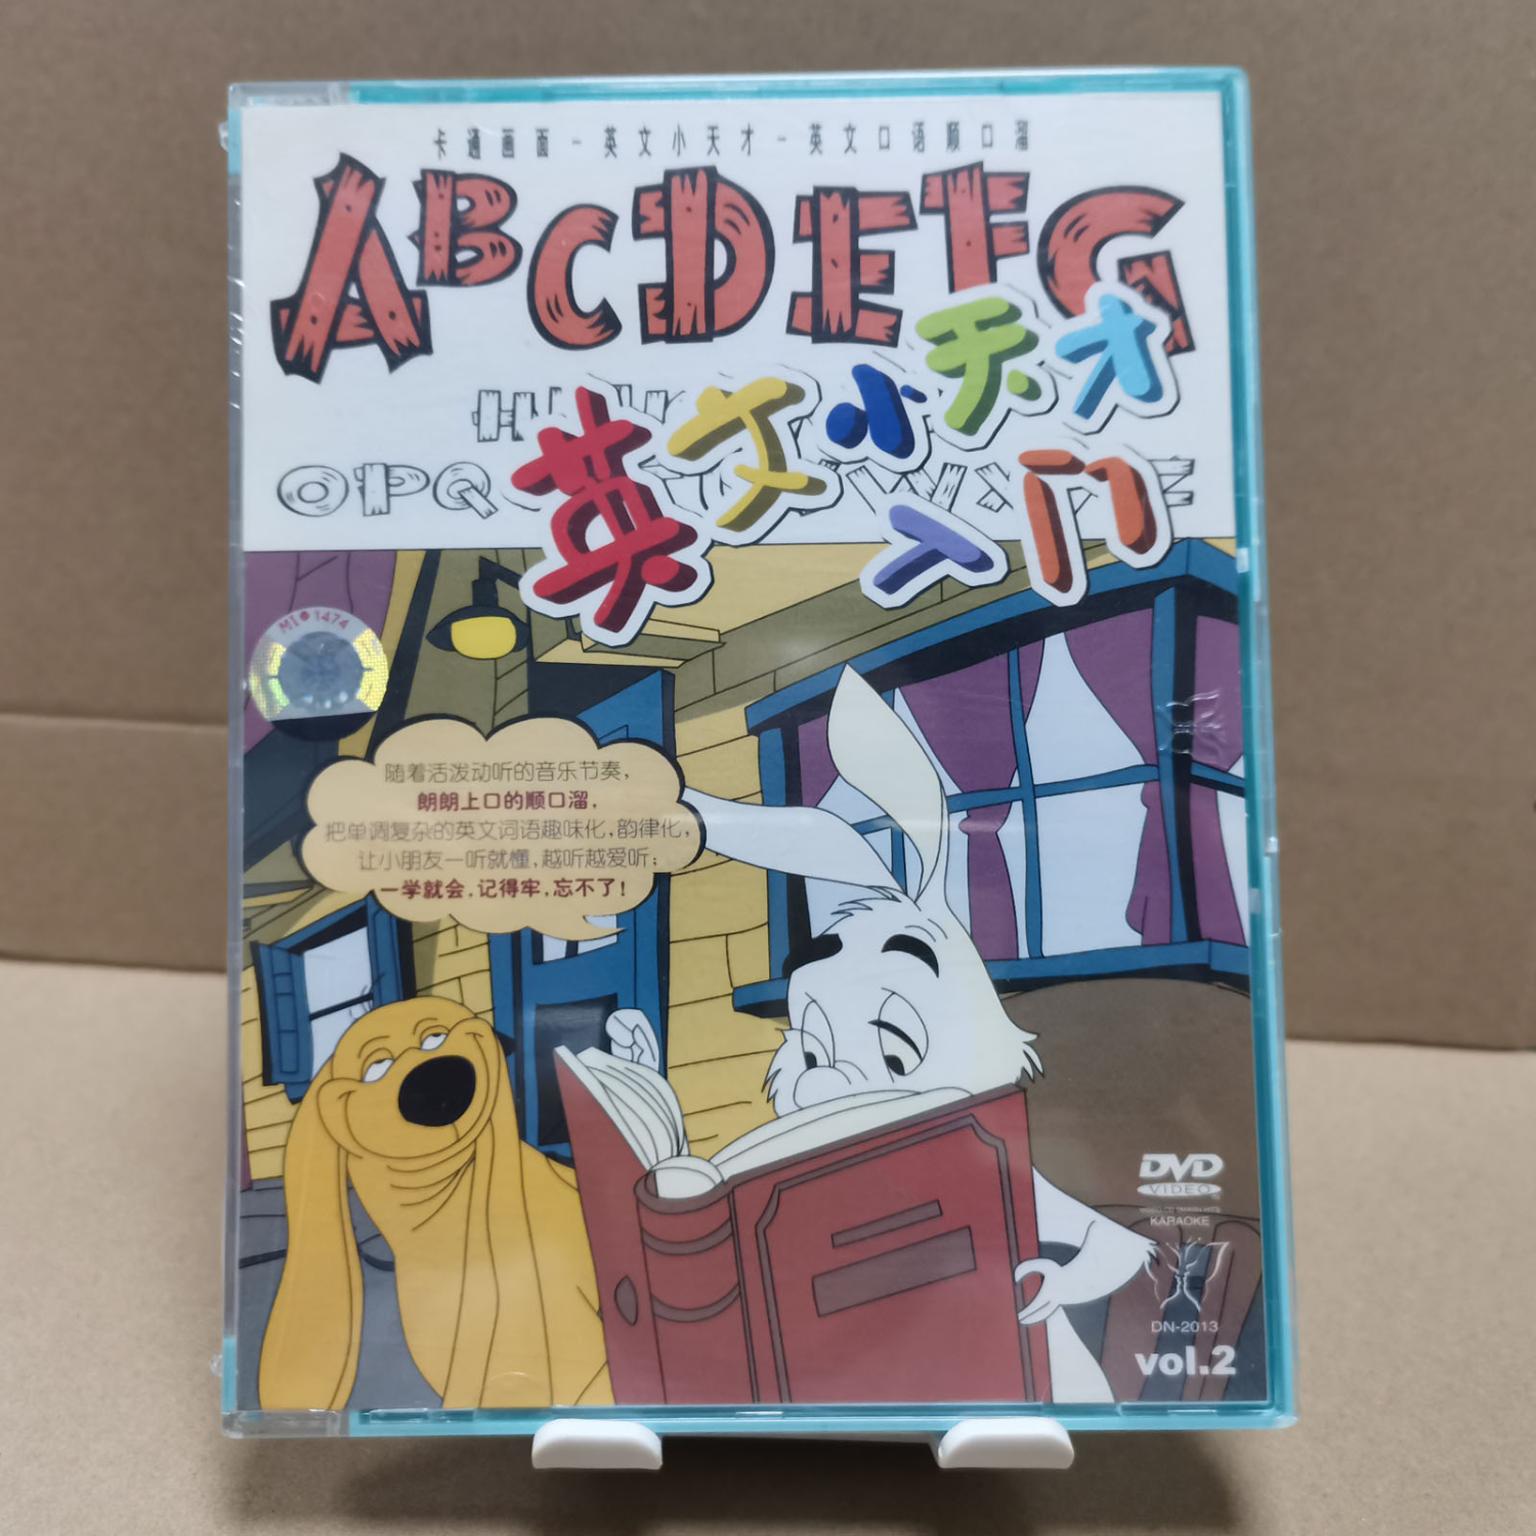 卡通画面-英文小天才-英文口语顺口溜
ABCDEFG
英文小天才
入门
OPQ
MI 1474
随着活泼动听的音乐节奏,
朗朗上口的顺口溜,
把单调复杂的英文词语趣味化,韵律化,
让小朋友一听就懂,越听越爱听;
一学就会,记得牢,忘不了!
DVD
VIDEO
KARAOKE
DN-2013
vol.2